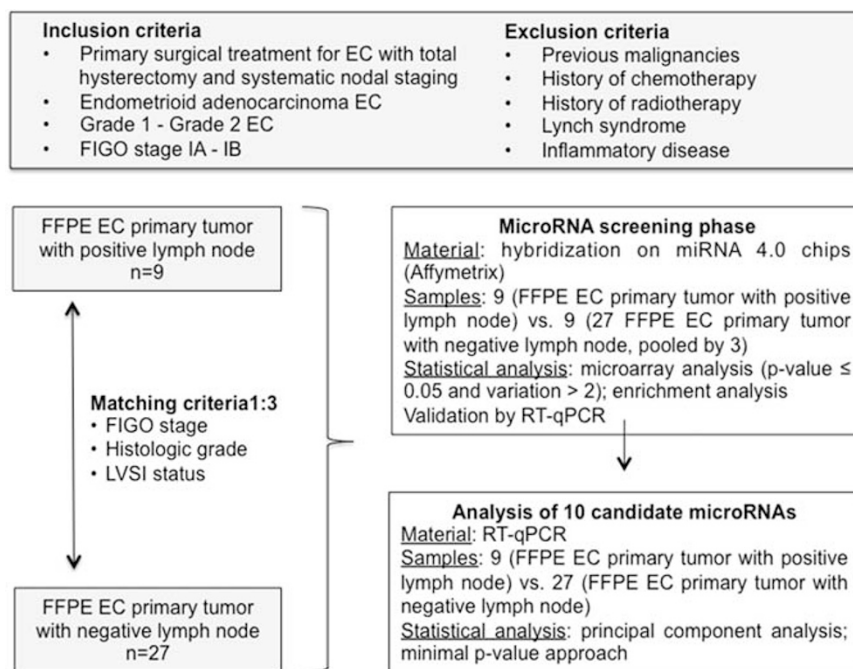 Inclusion criteria
• Primary surgical treatment for EC with total
hysterectomy and systematic nodal staging
• Endometrioid adenocarcinoma EC
• Grade 1 - Grade 2 EC
• FIGO stage IA - IB
Exclusion criteria
• Previous malignancies
• History of chemotherapy
• History of radiotherapy
• Lynch syndrome
• Inflammatory disease
FFPE EC primary tumor
with positive lymph node
n=9
Matching criteria1:3
• FIGO stage
• Histologic grade
• LVSI status
FFPE EC primary tumor
with negative lymph node
n=27
MicroRNA screening phase
Material: hybridization on miRNA 4.0 chips
(Affymetrix)
Samples: 9 (FFPE EC primary tumor with positive
lymph node) vs. 9 (27 FFPE EC primary tumor
with negative lymph node, pooled by 3)
Statistical analysis: microarray analysis (p-value ≤
0.05 and variation > 2); enrichment analysis
Validation by RT-qPCR
Analysis of 10 candidate microRNAs
Material: RT-qPCR
Samples: 9 (FFPE EC primary tumor with positive
lymph node) vs. 27 (FFPE EC primary tumor with
negative lymph node)
Statistical analysis: principal component analysis;
minimal p-value approach